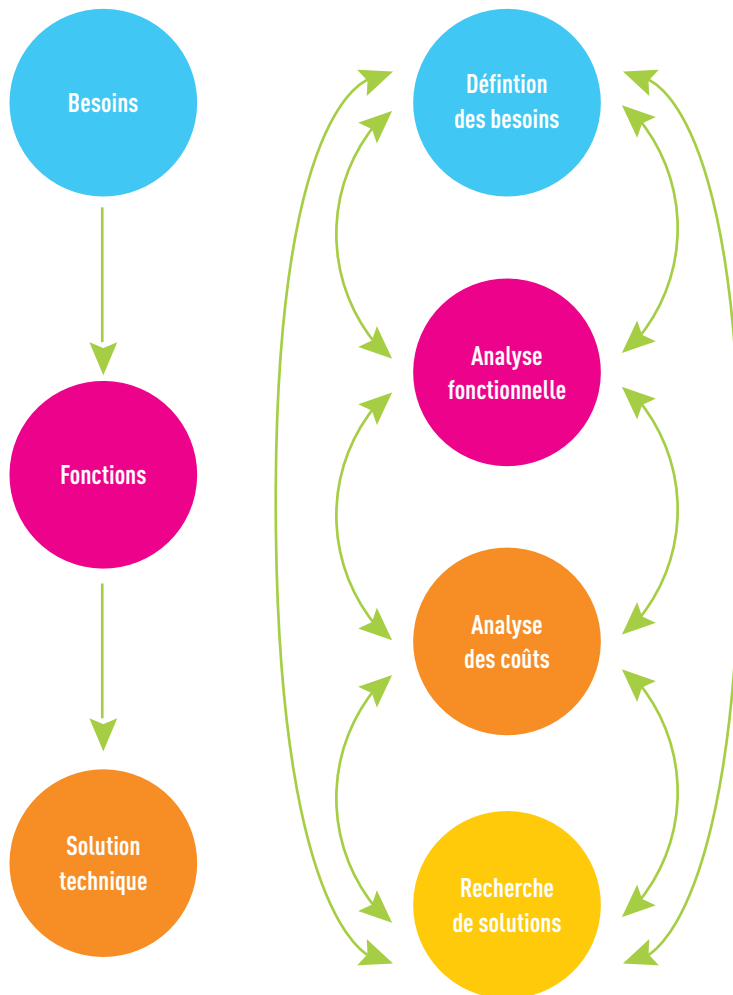 Besoins
Fonctions
Solution
technique
Défintion
des besoins
Analyse
fonctionnelle
Analyse
des coûts
Recherche
de solutions